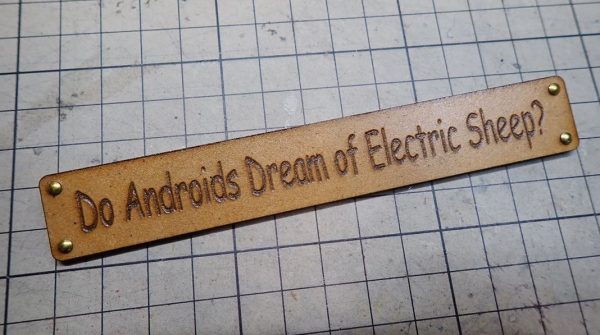 Do Androids Dream of Electric Sheep?